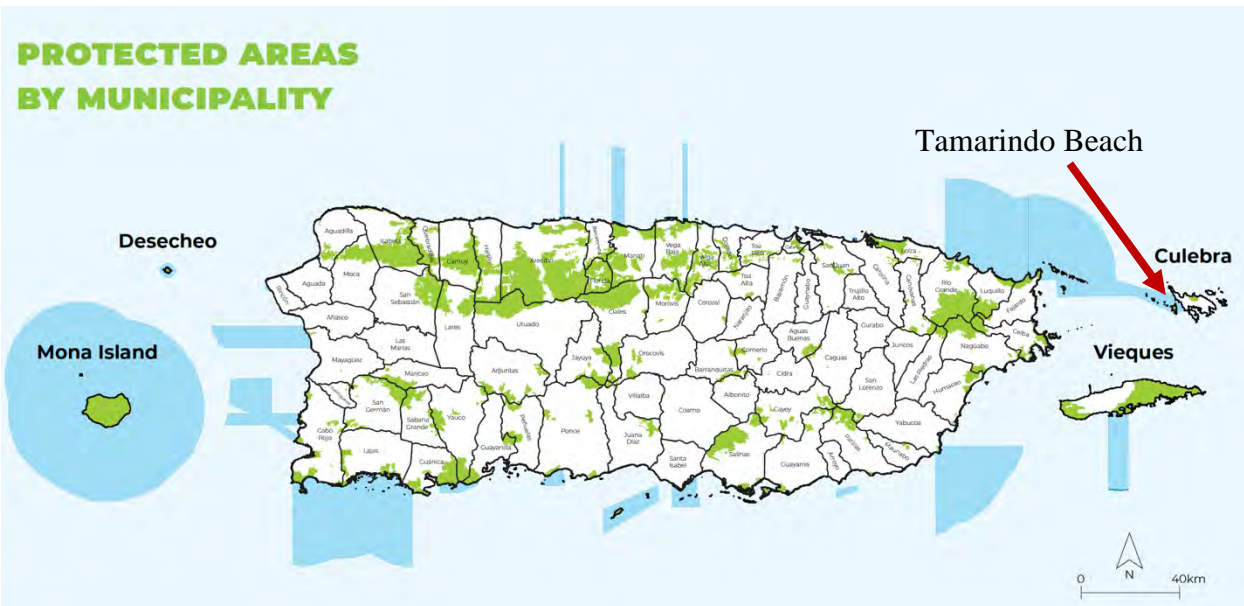 PROTECTED AREAS
BY MUNICIPALITY
Tamarindo Beach
Desecheo
Culebra
Mona Island
Vieques
Aguadilla
Isabela
Quebradillas
Camuy
Hatillo
Arecibo
Barceloneta
Manatí
Vega
Baja
Vega
Alta
Toa
Baja
San Juan
Carolina
Loíza
Canóvanas
Río
Grande
Luquillo
Fajardo
Ceiba
Moca
Aguada
Rincón
San
Sebastián
Florida
Ciales
Morovis
Corozal
Toa
Alta
Naranjito
Bayamón
Guaynabo
Trujillo
Alto
Gurabo
Añasco
Lares
Utuado
Las
Marías
Mayagüez
Maricao
Adjuntas
Jayuya
Orocovis
Barranquitas
Comerío
Aguas
Buenas
Cidra
Caguas
Juncos
Las Piedras
Naguabo
Humacao
San
Lorenzo
Yabucoa
San
Germán
Sabana
Grande
Yauco
Cabo
Rojo
Lajas
Guánica
Guayanilla
Peñuelas
Ponce
Villalba
Juana
Díaz
Coamo
Santa
Isabel
Aibonito
Cayey
Salinas
Guayama
Arroyo
Patillas
Maunabo
N
0 40km